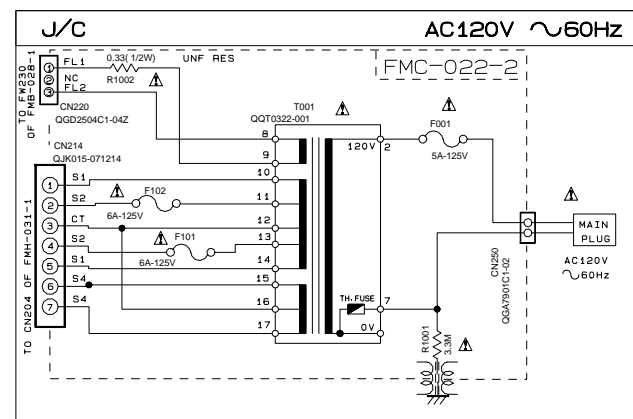 J/C
AC120V ∿60Hz
FL1
0.33(1/2W)
UNF RES
R1002
NC
FL2
1
2
3
TO FW230
OF FMB-028-1
CN220
QGD2504C1-04Z
FMC-022-2
T001
QQT0322-001
F001
5A-125V
CN214
QJK015-071214
8
9
10
11
12
13
14
15
16
17
120V
2
1
2
3
4
5
6
7
S1
S2
CT
S2
S1
S4
S4
F102
6A-125V
F101
6A-125V
TO CN204 OF FMH-031-1
TH.FUSE
7
0V
R1001
3.3M
CN250
QGA7901C1-02
MAIN
PLUG
AC120V
∿60Hz